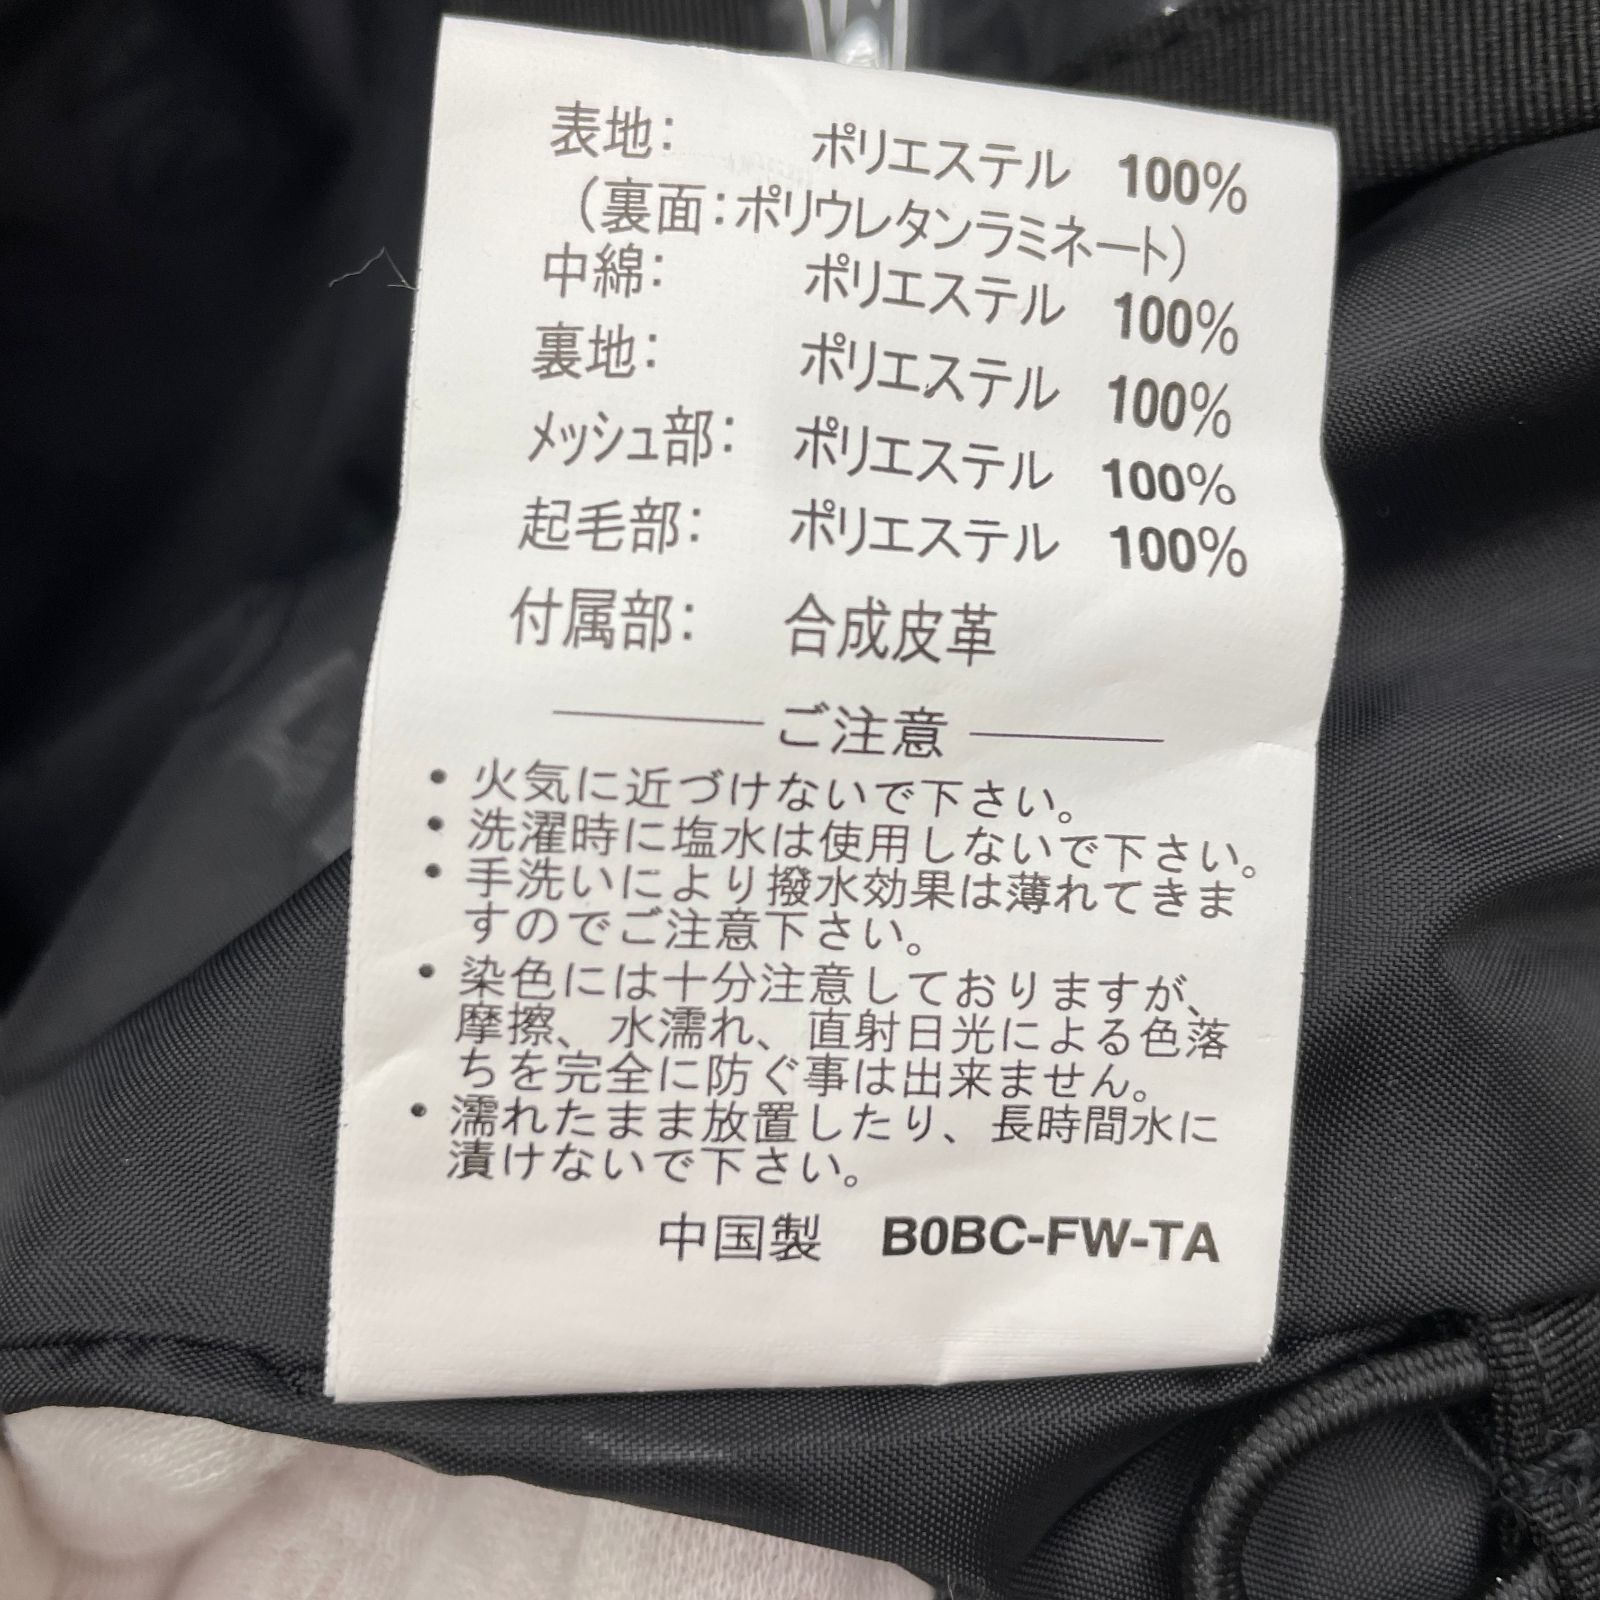 表地: ポリエステル 100%
(裏面:ポリウレタンラミネート)
中綿: ポリエステル 100%
裏地: ポリエステル 100%
メッシュ部: ポリエステル 100%
起毛部: ポリエステル 100%
付属部: 合成皮革
ご注意
・火気に近づけないで下さい。
・洗濯時に塩水は使用しないで下さい。
・手洗いにより撥水効果は薄れてきま
すのでご注意下さい。
・染色には十分注意しておりますが、
摩擦、水濡れ、直射日光による色落
ちを完全に防ぐ事は出来ません。
・濡れたまま放置したり、長時間水に
漬けないで下さい。
中国製 B0BC-FW-TA